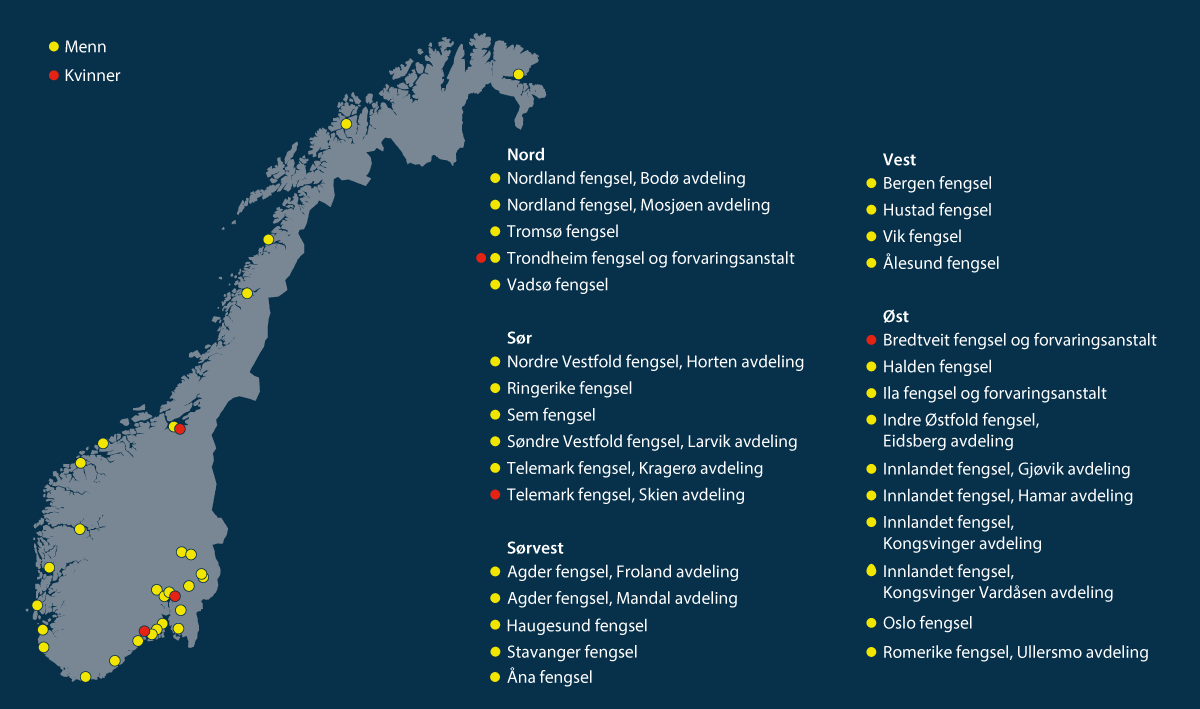 Menn
Kvinner
Nord
Nordland fengsel, Bodø avdeling
Nordland fengsel, Mosjøen avdeling
Tromsø fengsel
Trondheim fengsel og forvaringsanstalt
Vadsø fengsel
Sør
Nordre Vestfold fengsel, Horten avdeling
Ringerike fengsel
Sem fengsel
Søndre Vestfold fengsel, Larvik avdeling
Telemark fengsel, Kragerø avdeling
Telemark fengsel, Skien avdeling
Sørvest
Agder fengsel, Froland avdeling
Agder fengsel, Mandal avdeling
Haugesund fengsel
Stavanger fengsel
Åna fengsel
Vest
Bergen fengsel
Hustad fengsel
Vik fengsel
Ålesund fengsel
Øst
Bredtveit fengsel og forvaringsanstalt
Halden fengsel
Ila fengsel og forvaringsanstalt
Indre Østfold fengsel,
Eidsberg avdeling
Innlandet fengsel, Gjøvik avdeling
Innlandet fengsel, Hamar avdeling
Innlandet fengsel,
Kongsvinger avdeling
Innlandet fengsel,
Kongsvinger Vardåsen avdeling
Oslo fengsel
Romerike fengsel, Ullersmo avdeling